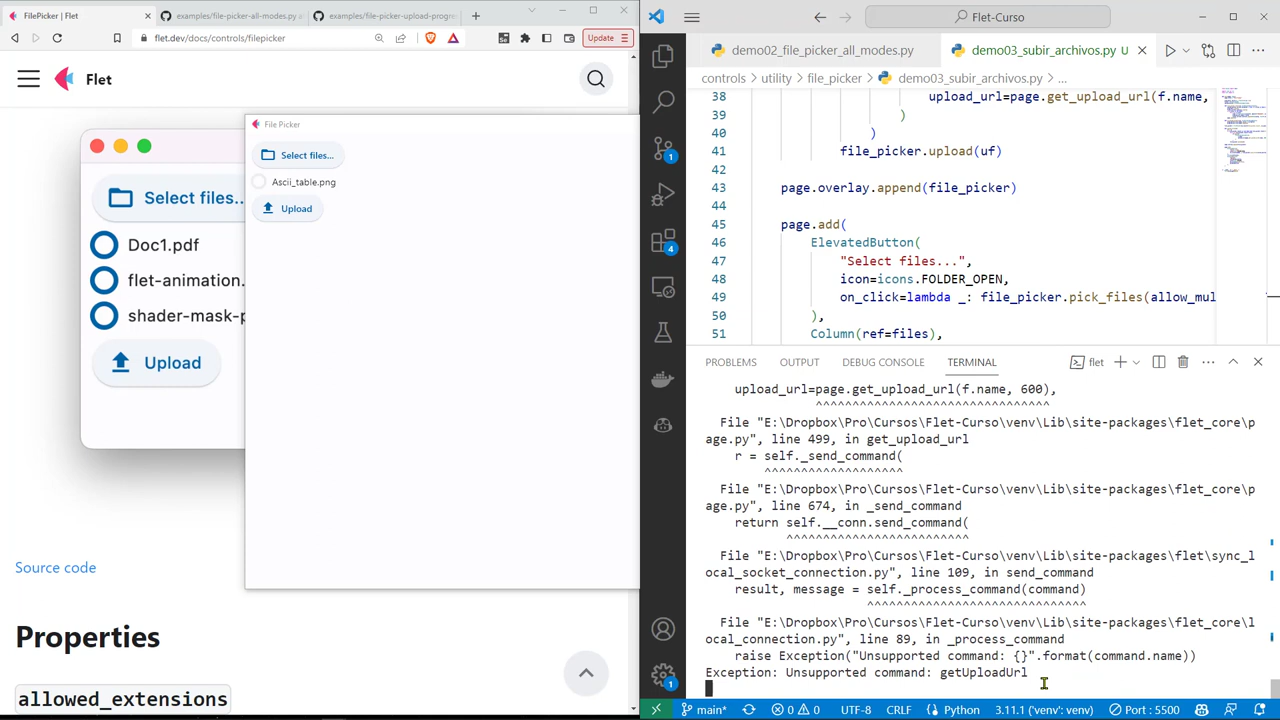 FilePicker | Flet
examples/file-picker-all-modes.py a
examples/file-picker-upload-progre
flet.dev/docs/controls/filepicker
Update
Flet
Select files..
Doc1.pdf
flet-animation.
shader-mask-p
Upload
File Picker
Select files...
Ascii_table.png
Upload
Source code
Properties
allowed_extensions
Flet-Curso
demo02_file_picker_all_modes.py
demo03_subir_archivos.py U
controls > utility > file_picker > demo03_subir_archivos.py > ...
38 upload_url=page.get_upload_url(f.name,
39 )
40 )
41 file_picker.upload(uf)
42
43 page.overlay.append(file_picker)
44
45 page.add(
46 ElevatedButton(
47 "Select files...",
48 icon=icons.FOLDER_OPEN,
49 on_click=lambda _: file_picker.pick_files(allow_mul
50 ),
51 Column(ref=files),
PROBLEMS OUTPUT DEBUG CONSOLE TERMINAL
flet
upload_url=page.get_upload_url(f.name, 600),
^^^^^^^^^^^^^^^^^^^^^^^^^^^^^^^^
File "E:\Dropbox\Pro\Cursos\Flet-Curso\venv\Lib\site-packages\flet_core\p
age.py", line 499, in get_upload_url
r = self._send_command(
^^^^^^^^^^^^^^^^^^^
File "E:\Dropbox\Pro\Cursos\Flet-Curso\venv\Lib\site-packages\flet_core\p
age.py", line 674, in _send_command
return self.__conn.send_command(
^^^^^^^^^^^^^^^^^^^^^^^^^
File "E:\Dropbox\Pro\Cursos\Flet-Curso\venv\Lib\site-packages\flet\sync_l
ocal_socket_connection.py", line 109, in send_command
result, message = self._process_command(command)
^^^^^^^^^^^^^^^^^^^^^^^^^^^^^^
File "E:\Dropbox\Pro\Cursos\Flet-Curso\venv\Lib\site-packages\flet_core\l
ocal_connection.py", line 89, in _process_command
raise Exception("Unsupported command: {}".format(command.name))
Exception: Unsupported command: getUploadUrl
1
4
1
main* 0 0 UTF-8 CRLF Python 3.11.1 ('venv': venv) Port : 5500